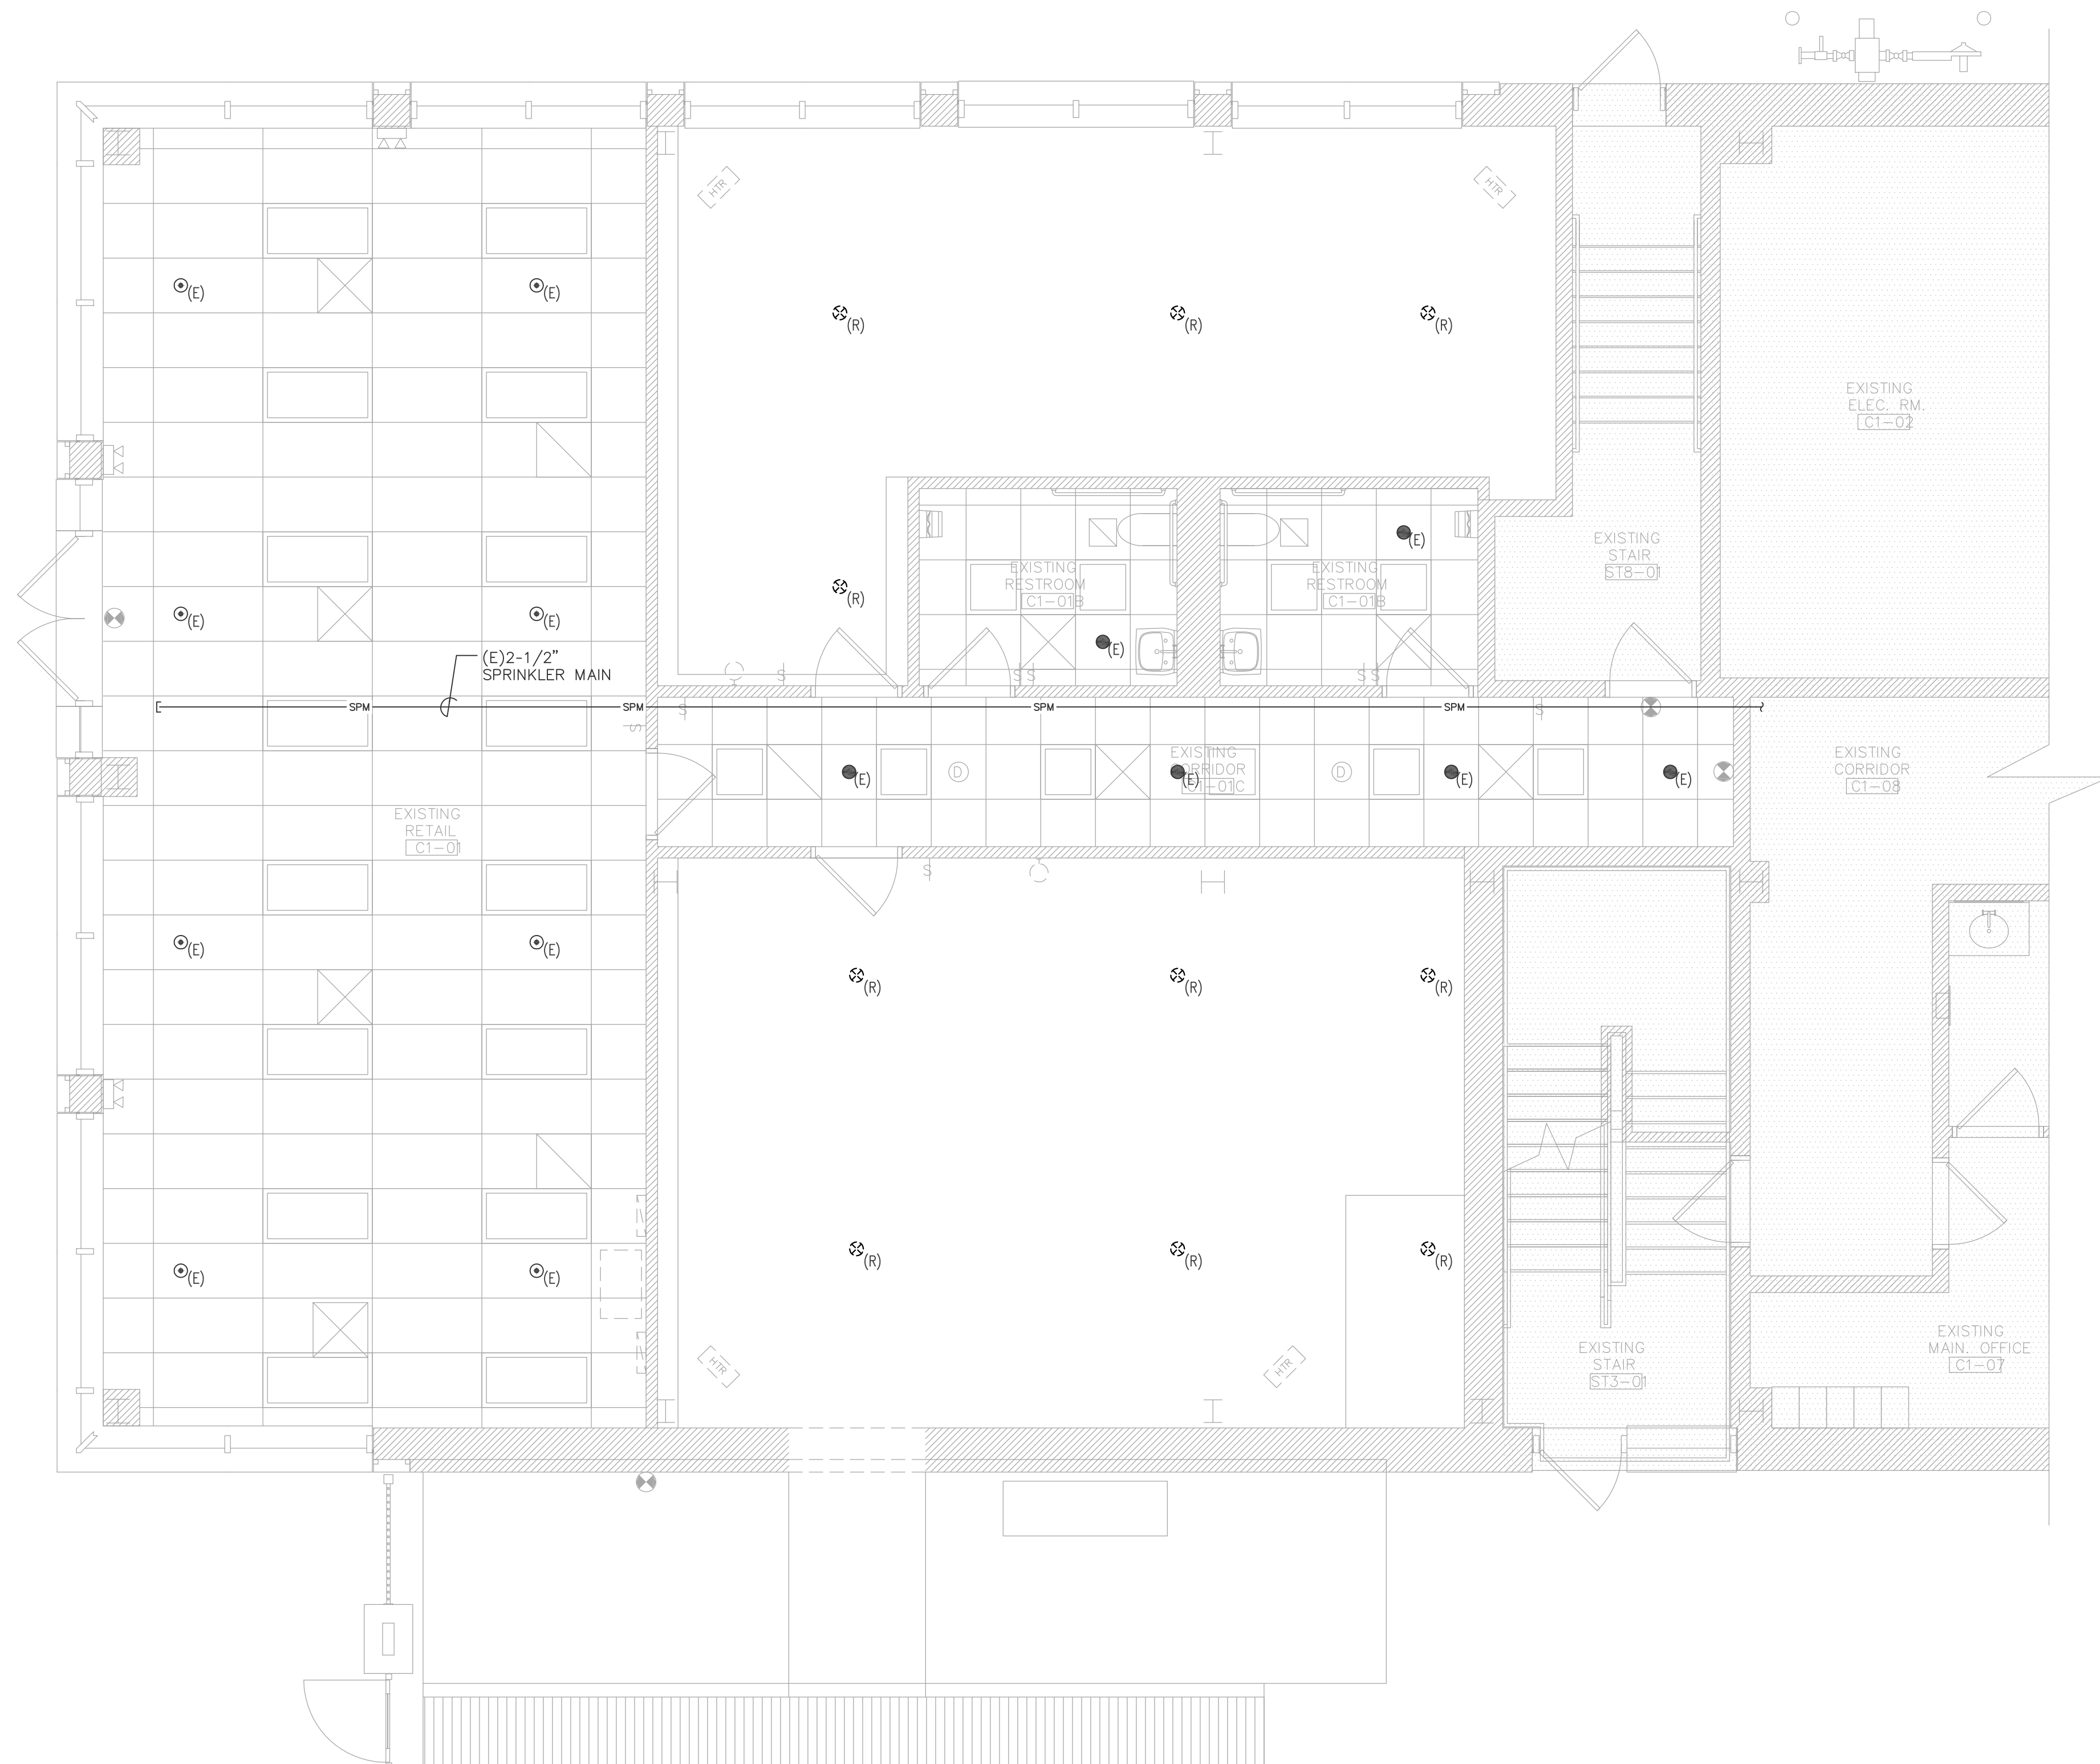 HTR
HTR
(E)
(E)
(R)
(R)
(R)
EXISTING
ELEC. RM.
C1-02
(E)
EXISTING
STAIR
ST8-01
EXISTING
RESTROOM
C1-01B
EXISTING
RESTROOM
C1-01B
(R)
(E)
(E)
(E)
(E)2-1/2"
SPRINKLER MAIN
S
S S
S S
SPM
SPM
SPM
SPM
S
S
S
EXISTING
CORRIDOR
C1-01C
EXISTING
CORRIDOR
C1-08
(E)
D
(E)
D
(E)
(E)
EXISTING
RETAIL
C1-01
S
(E)
(E)
(R)
(R)
(R)
(R)
(R)
(R)
(E)
(E)
EXISTING
MAIN. OFFICE
C1-07
EXISTING
STAIR
ST3-01
HTR
HTR